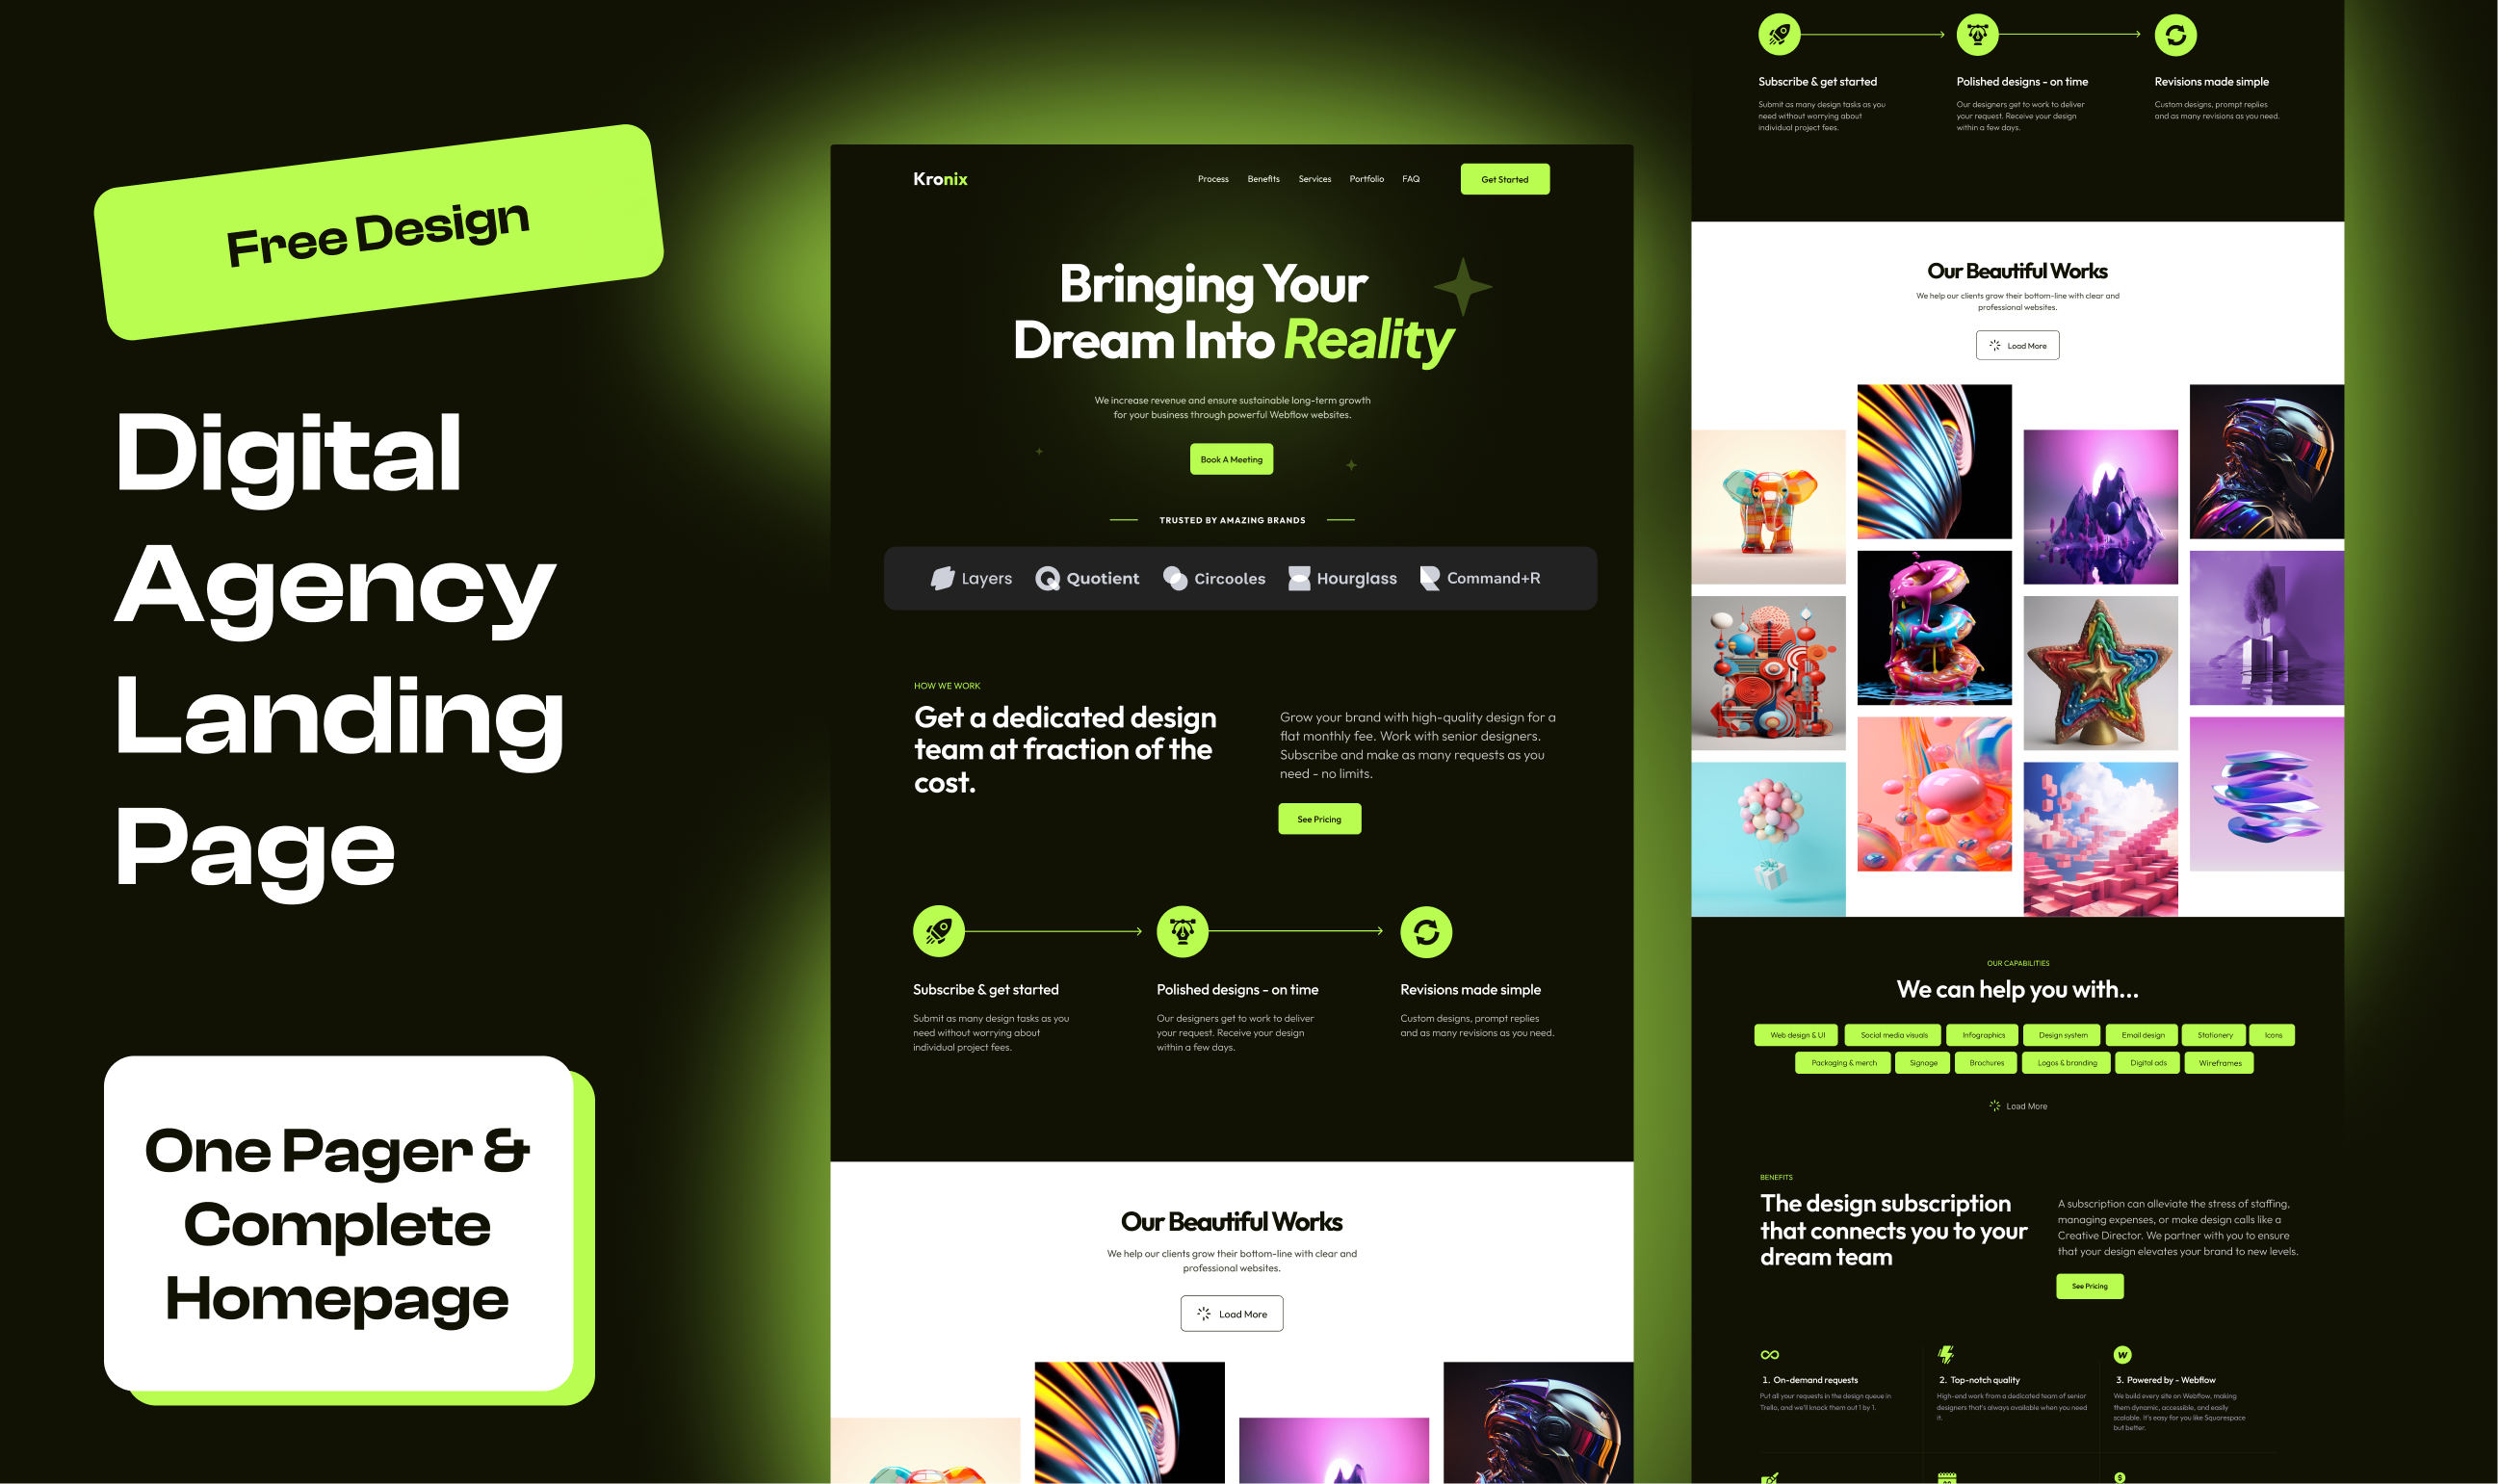 Free Design
Digital
Agency
Landing
Page
One Pager &
Complete
Homepage
Kronix
Process
Benefits
Services
Portfolio
FAQ
Get Started
Bringing Your
Dream Into Reality
We increase revenue and ensure sustainable long-term growth
for your business through powerful Webflow websites.
Book A Meeting
TRUSTED BY AMAZING BRANDS
Layers
Quotient
Circooles
Hourglass
Command+R
HOW WE WORK
Get a dedicated design
team at fraction of the
cost.
Grow your brand with high-quality design for a
flat monthly fee. Work with senior designers.
Subscribe and make as many requests as you
need - no limits.
See Pricing
Subscribe & get started
Submit as many design tasks as you
need without worrying about
individual project fees.
Polished designs - on time
Our designers get to work to deliver
your request. Receive your design
within a few days.
Revisions made simple
Custom designs, prompt replies
and as many revisions as you need.
Our Beautiful Works
We help our clients grow their bottom-line with clear and
professional websites.
Load More
Subscribe & get started
Submit as many design tasks as you
need without worrying about
individual project fees.
Polished designs - on time
Our designers get to work to deliver
your request. Receive your design
within a few days.
Revisions made simple
Custom designs, prompt replies
and as many revisions as you need.
Our Beautiful Works
We help our clients grow their bottom-line with clear and
professional websites.
Load More
OUR CAPABILITIES
We can help you with...
Web design & UI
Social media visuals
Infographics
Design system
Email design
Stationery
Icons
Packaging & merch
Signage
Brochures
Logos & branding
Digital ads
Wireframes
Load More
BENEFITS
The design subscription
that connects you to your
dream team
A subscription can alleviate the stress of staffing,
managing expenses, or make design calls like a
Creative Director. We partner with you to ensure
that your design elevates your brand to new levels.
See Pricing
1. On-demand requests
Put all your requests in the design queue in
Trello, and we'll knock them out 1 by 1.
2. Top-notch quality
High-end work from a dedicated team of senior
designers that's always available when you need
it.
W
3. Powered by - Webflow
We build every site on Webflow, making
them dynamic, accessible, and easily
scalable. It's easy for you like Squarespace
but better.